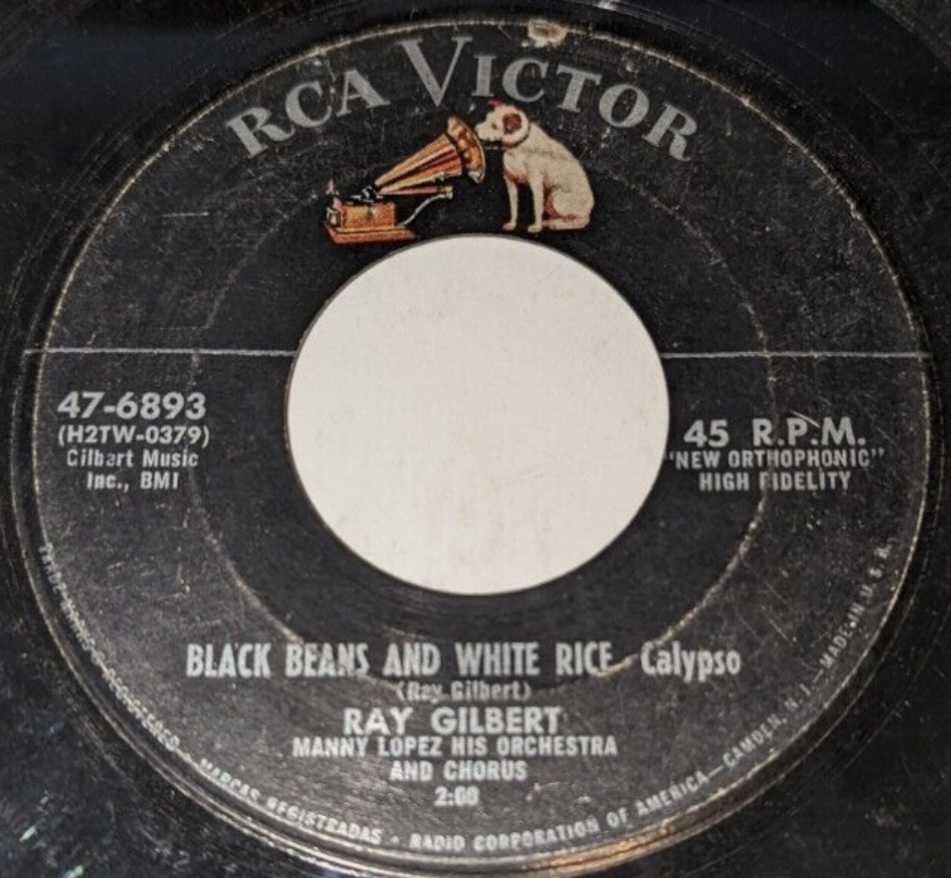 RCA VICTOR
47-6893
(H2TW-0379)
Gilbert Music
Inc., BMI
45 R.P.M.
"NEW ORTHOPHONIC"
HIGH FIDELITY
BLACK BEANS AND WHITE RICE Calypso
(Ray Gilbert)
RAY GILBERT
MANNY LOPEZ HIS ORCHESTRA
AND CHORUS
2:00
MARCAS REGISTRADAS • RADIO CORPORATION OF AMERICA—CAMDEN, N.J.—MADE IN U.S.A.